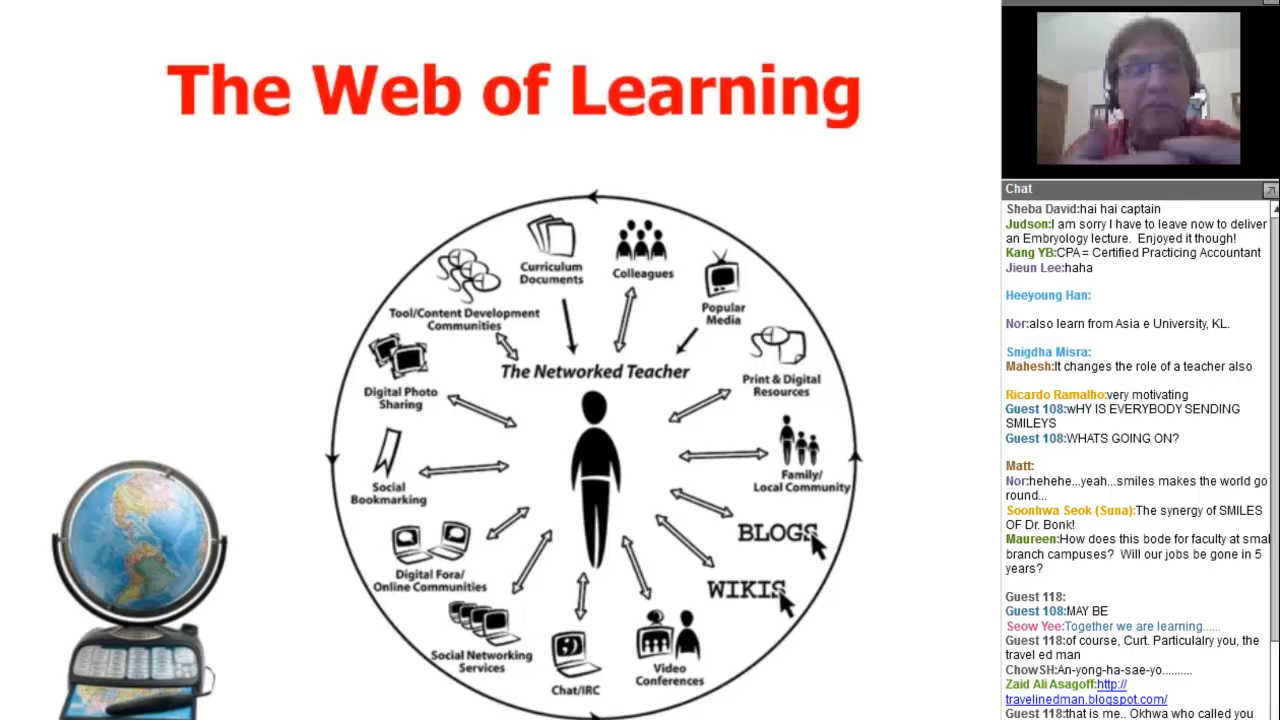 The Web of Learning
Curriculum
Documents
Colleagues
Popular
Media
Tool/Content Development
Communities
The Networked Teacher
Print & Digital
Resources
Digital Photo
Sharing
Family/
Local Community
Social
Bookmarking
BLOGS
WIKIS
Digital Fora/
Online Communities
Social Networking
Services
Chat/IRC
Video
Conferences
Chat
Sheba David:hai hai captain
Judson:I am sorry I have to leave now to deliver
an Embryology lecture. Enjoyed it though!
Kang YB:CPA = Certified Practicing Accountant
Jieun Lee:haha
Heeyoung Han:
Nor:also learn from Asia e University, KL.
Snigdha Misra:
Mahesh:It changes the role of a teacher also
Ricardo Ramalho:very motivating
Guest 108:wHY IS EVERYBODY SENDING
SMILEYS
Guest 108:WHATS GOING ON?
Matt:
Nor:hehehe...yeah...smiles makes the world go
round...
Soonhwa Seok (Suna):The synergy of SMILES
OF Dr. Bonk!
Maureen:How does this bode for faculty at smal
branch campuses? Will our jobs be gone in 5
years?
Guest 118:
Guest 108:MAY BE
Seow Yee:Together we are learning......
Guest 118:of course, Curt. Particulalry you, the
travel ed man
ChowSH:An-yong-ha-sae-yo..........
Zaid Ali Asagoff:http://
travelinedman.blogspot.com/
Guest 118:that is me.. Okhwa who called you